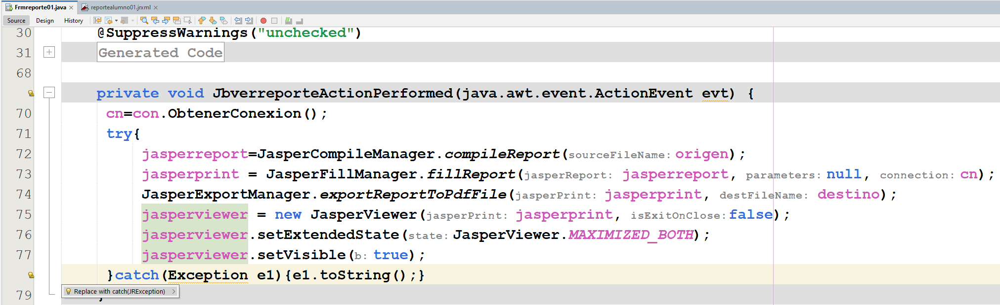 Frmreporte01.java × reportealumno01.jrxml ×
Source Design History
30 @SuppressWarnings("unchecked")
31 Generated Code
68
private void JbverreporteActionPerformed(java.awt.event.ActionEvent evt) {
70 cn=con.ObtenerConexion();
71 try{
72 jasperreport=JasperCompileManager.compileReport(sourceFileName: origen);
73 jasperprint = JasperFillManager.fillReport(jasperReport: jasperreport, parameters: null, connection: cn);
74 JasperExportManager.exportReportToPdfFile(jasperPrint: jasperprint, destFileName: destino);
75 jasperviewer = new JasperViewer(jasperPrint: jasperprint, isExitOnClose: false);
76 jasperviewer.setExtendedState(state: JasperViewer.MAXIMIZED_BOTH);
77 jasperviewer.setVisible(b: true);
}catch(Exception e1){e1.toString();}
Replace with catch(JRException)
79 }